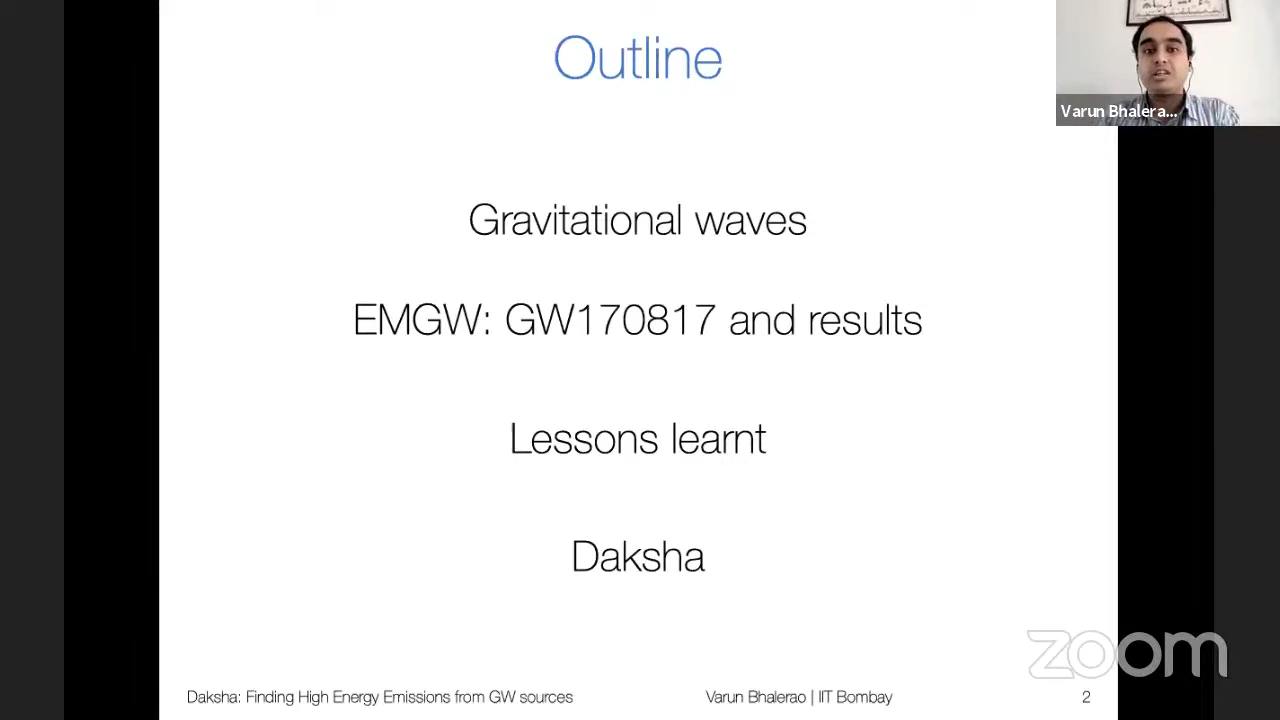 Outline
Varun Bhalera...
Gravitational waves
EMGW: GW170817 and results
Lessons learnt
Daksha
zoom
Daksha: Finding High Energy Emissions from GW sources
Varun Bhalerao | IIT Bombay
2